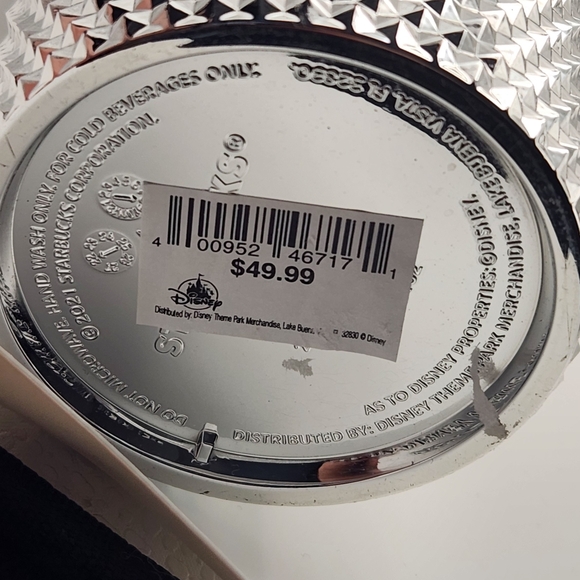 DO NOT MICROWAVE. HAND WASH ONLY. FOR COLD BEVERAGES ONLY.
©2021 STARBUCKS CORPORATION.
KS®
4 00952 46717 1
$49.99
Disney
Distributed by: Disney Theme Park Merchandise, Lake Buena 32830 © Disney
AS TO DISNEY PROPERTIES: ©DISNEY.
DISTRIBUTED BY: DISNEY THEME PARK MERCHANDISE, LAKE BUENA VISTA, FL 32830.